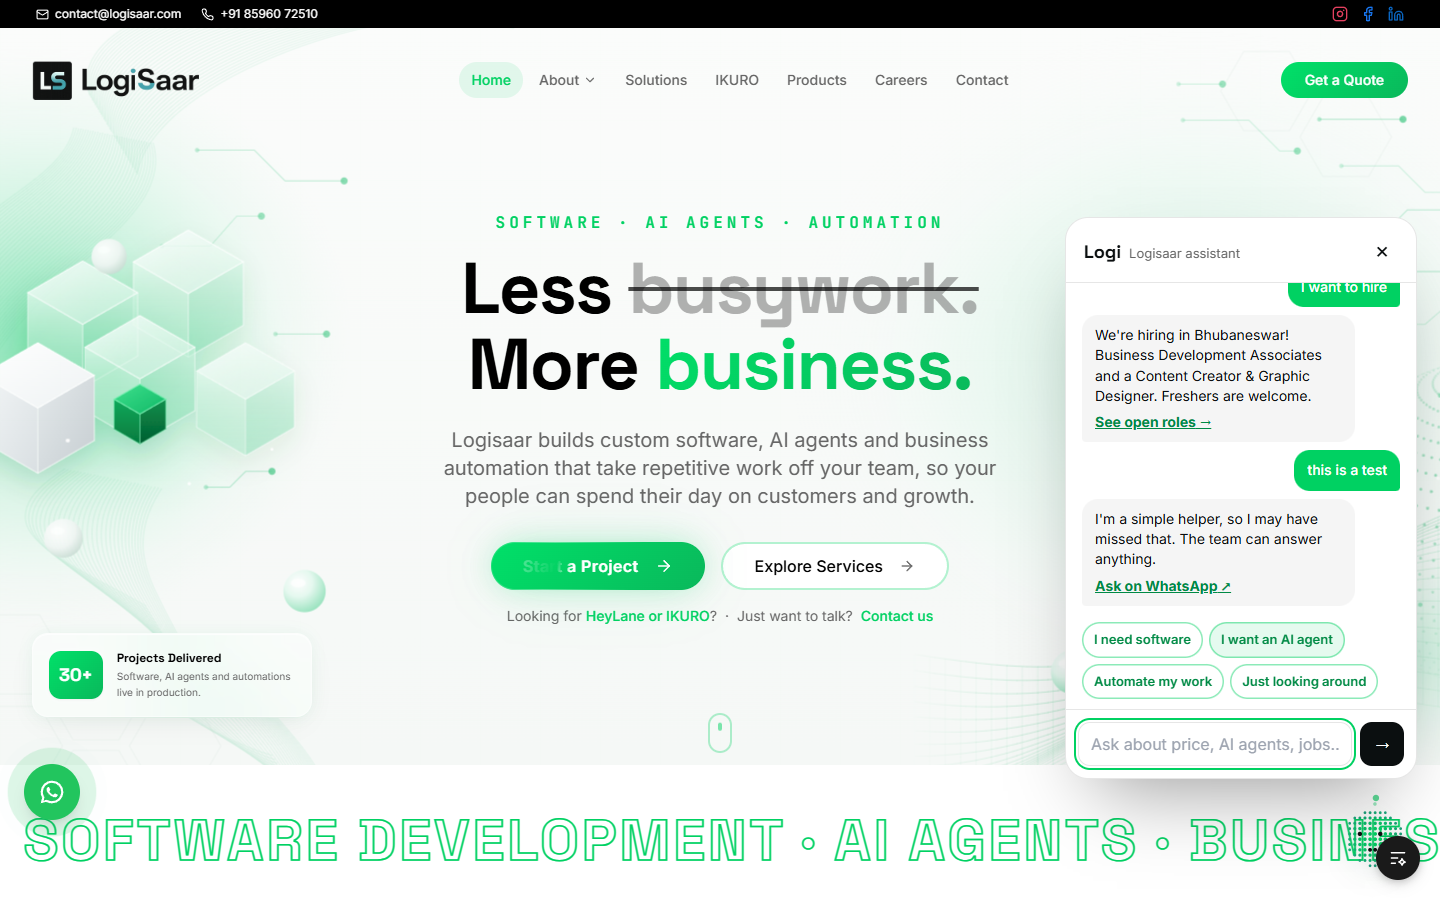 contact@logisaar.com +91 85960 72510
LS LogiSaar
Home About Solutions IKURO Products Careers Contact
Get a Quote
SOFTWARE · AI AGENTS · AUTOMATION
Less busywork.
More business.
Logisaar builds custom software, AI agents and business
automation that take repetitive work off your team, so your
people can spend their day on customers and growth.
Start a Project →
Explore Services →
Looking for HeyLane or IKURO? · Just want to talk? Contact us
30+
Projects Delivered
Software, AI agents and automations
live in production.
Logi Logisaar assistant ✕
I want to hire
We're hiring in Bhubaneswar!
Business Development Associates
and a Content Creator & Graphic
Designer. Freshers are welcome.
See open roles →
this is a test
I'm a simple helper, so I may have
missed that. The team can answer
anything.
Ask on WhatsApp ↗
I need software
I want an AI agent
Automate my work
Just looking around
Ask about price, AI agents, jobs.. →
SOFTWARE DEVELOPMENT · AI AGENTS · BUSINES